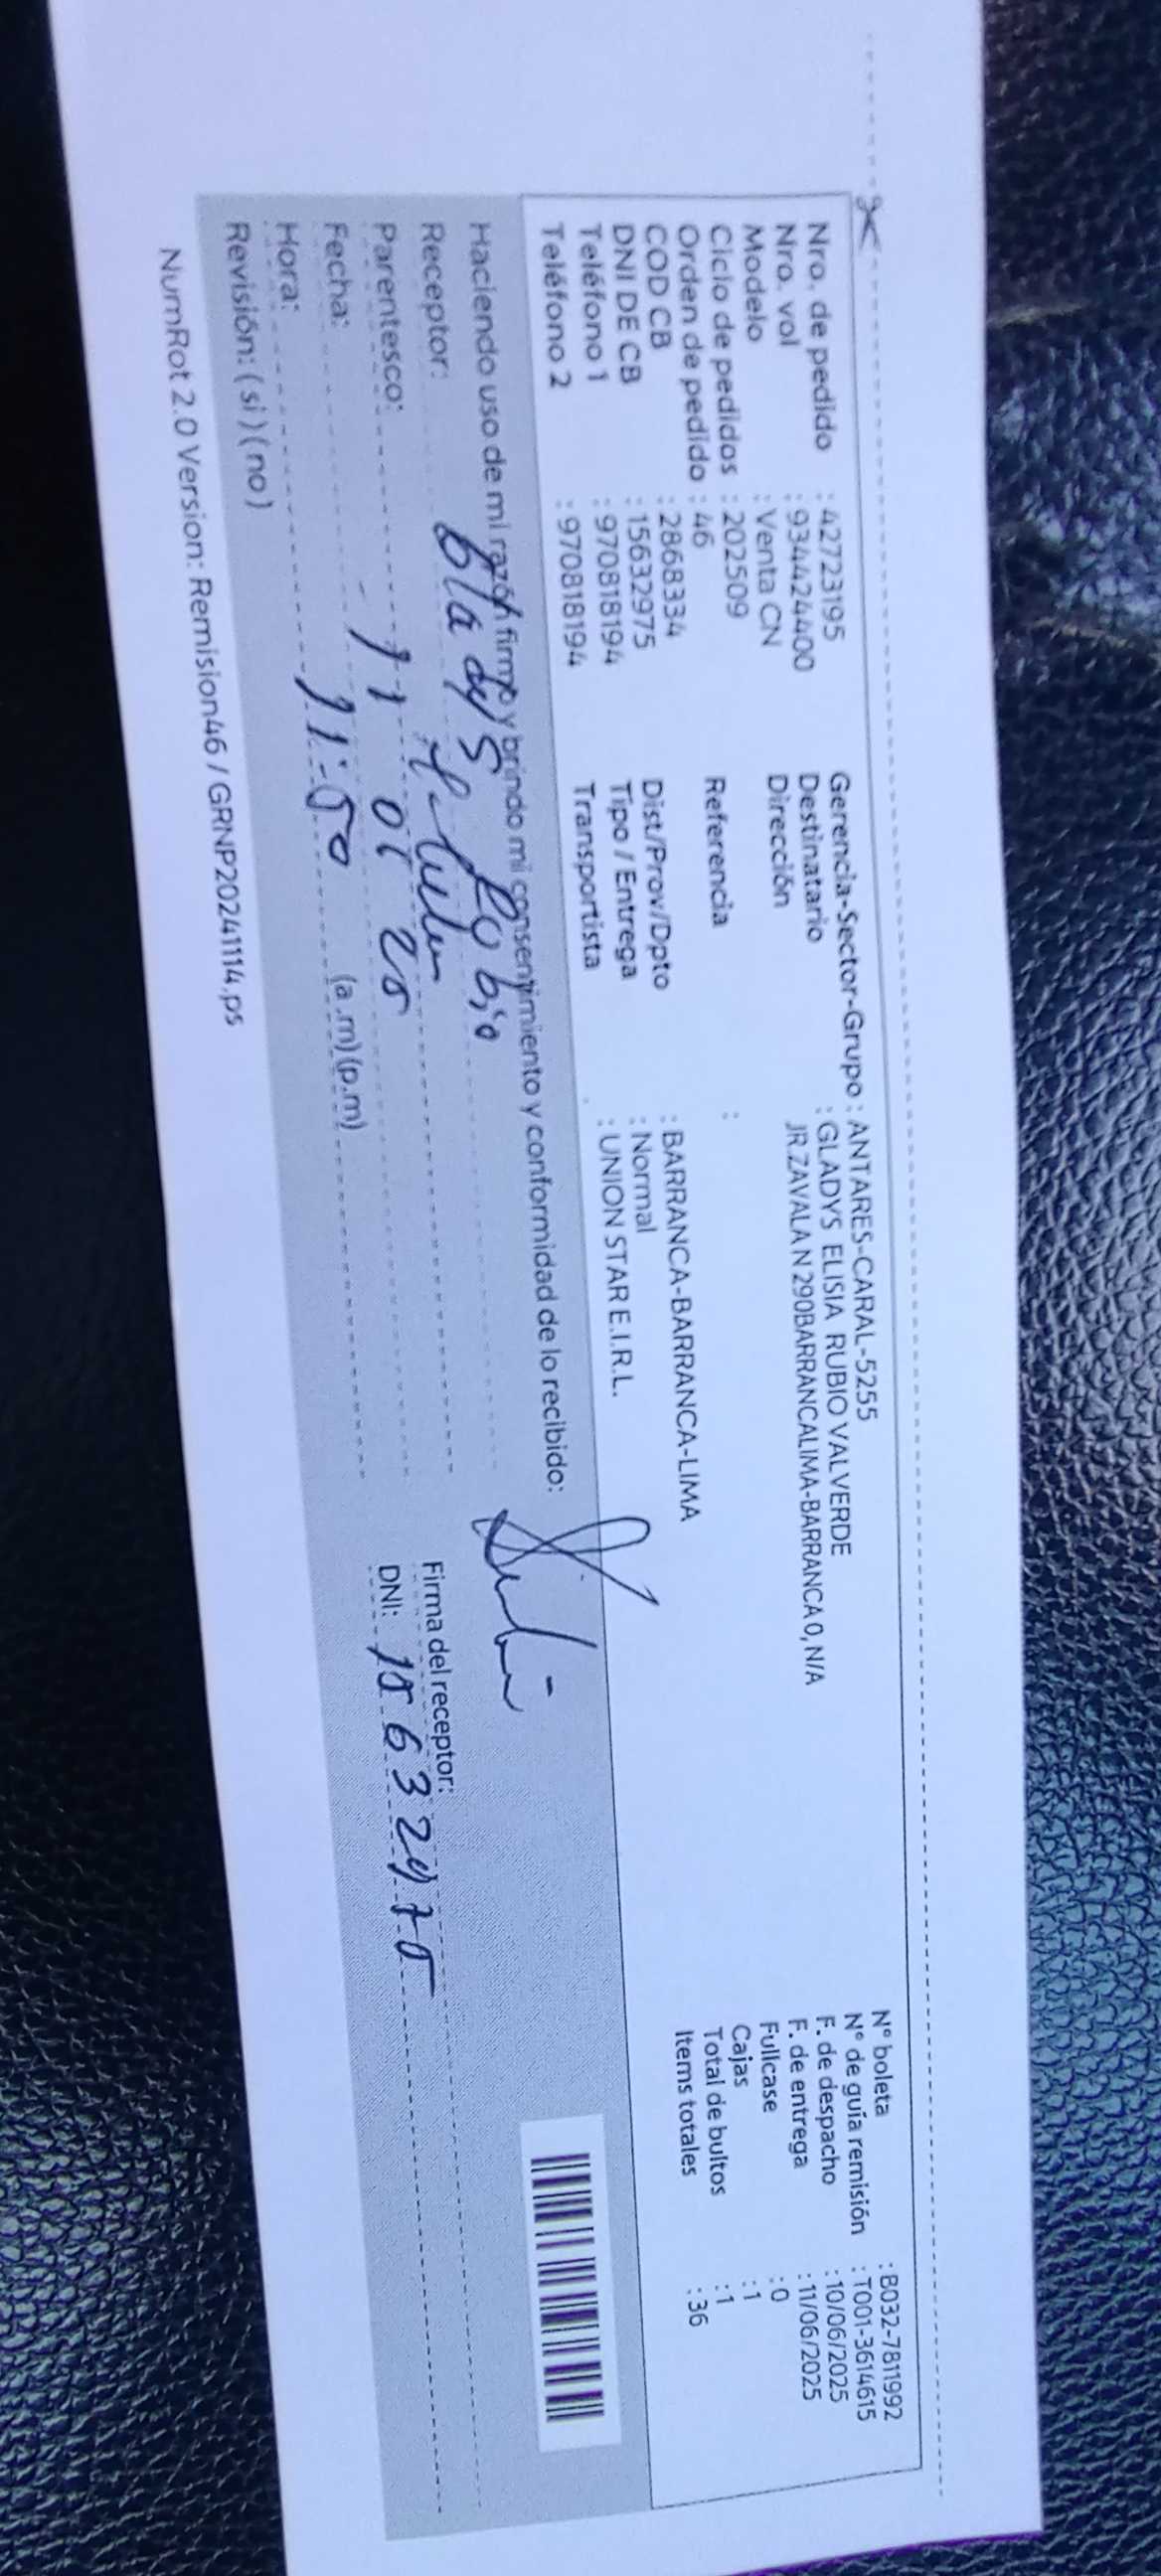 Nro. de pedido : 42723195 Gerencia-Sector-Grupo : ANTARES-CARAL-5255 N° boleta : B032-7811992
Nro. vol : 934424400 Destinatario : GLADYS ELISIA RUBIO VALVERDE N° de guía remisión : T001-3614615
Modelo : Venta CN Dirección JR.ZAVALA N 290BARRANCALIMA-BARRANCA 0, N/A F. de despacho : 10/06/2025
Ciclo de pedidos : 202509 F. de entrega : 11/06/2025
Orden de pedido : 46 Referencia : Fullcase : 0
COD CB : 2868334 Cajas : 1
DNI DE CB : 15632975 Dist/Prov/Dpto : BARRANCA-BARRANCA-LIMA Total de bultos : 1
Teléfono 1 : 970818194 Tipo / Entrega : Normal Items totales : 36
Teléfono 2 : 970818194 Transportista : UNION STAR E.I.R.L.
Haciendo uso de mi razón firmo y brindo mi consentimiento y conformidad de lo recibido:
Receptor: Rubio
Parentesco: Firma del receptor:
Fecha: 11 06 25 DNI: 15632975
Hora: 11:50 (a.m) (p.m)
Revisión: ( si ) ( no )
NumRot 2.0 Version: Remision46 / GRNP20241114.ps